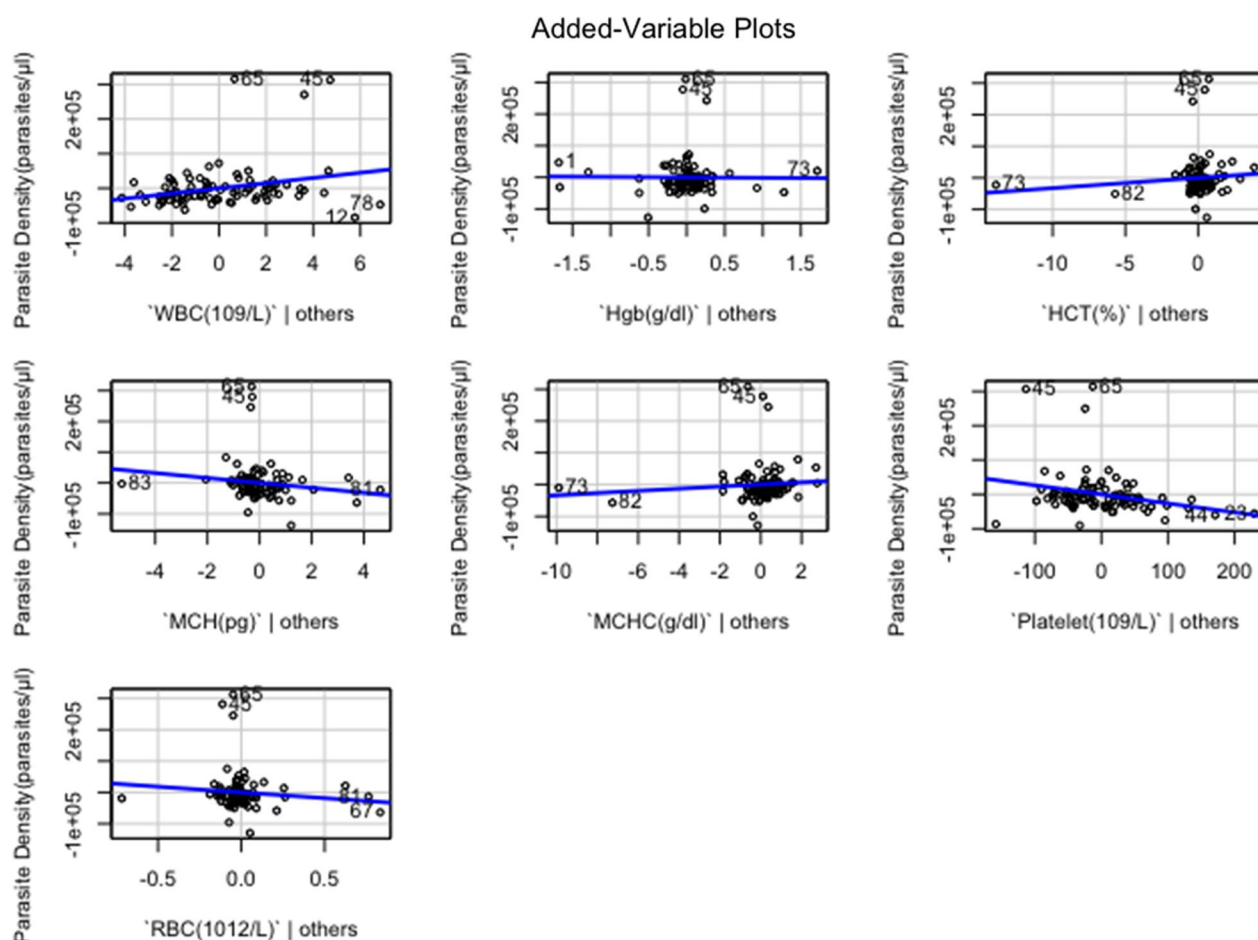 Added-Variable Plots
Parasite Density(parasites/µl)
2e+05
-1e+05
65
45
78
12
-4 -2 0 2 4 6
`WBC(109/L)` | others
Parasite Density(parasites/µl)
2e+05
-1e+05
65
45
1
73
-1.5 -0.5 0.5 1.5
`Hgb(g/dl)` | others
Parasite Density(parasites/µl)
2e+05
-1e+05
65
45
73
82
-10 -5 0
`HCT(%)` | others
Parasite Density(parasites/µl)
2e+05
-1e+05
65
45
83
81
-4 -2 0 2 4
`MCH(pg)` | others
Parasite Density(parasites/µl)
2e+05
-1e+05
65
45
73
82
-10 -6 -4 -2 0 2
`MCHC(g/dl)` | others
Parasite Density(parasites/µl)
2e+05
-1e+05
45
65
44
23
-100 0 100 200
`Platelet(109/L)` | others
Parasite Density(parasites/µl)
2e+05
-1e+05
65
45
81
67
-0.5 0.0 0.5
`RBC(1012/L)` | others